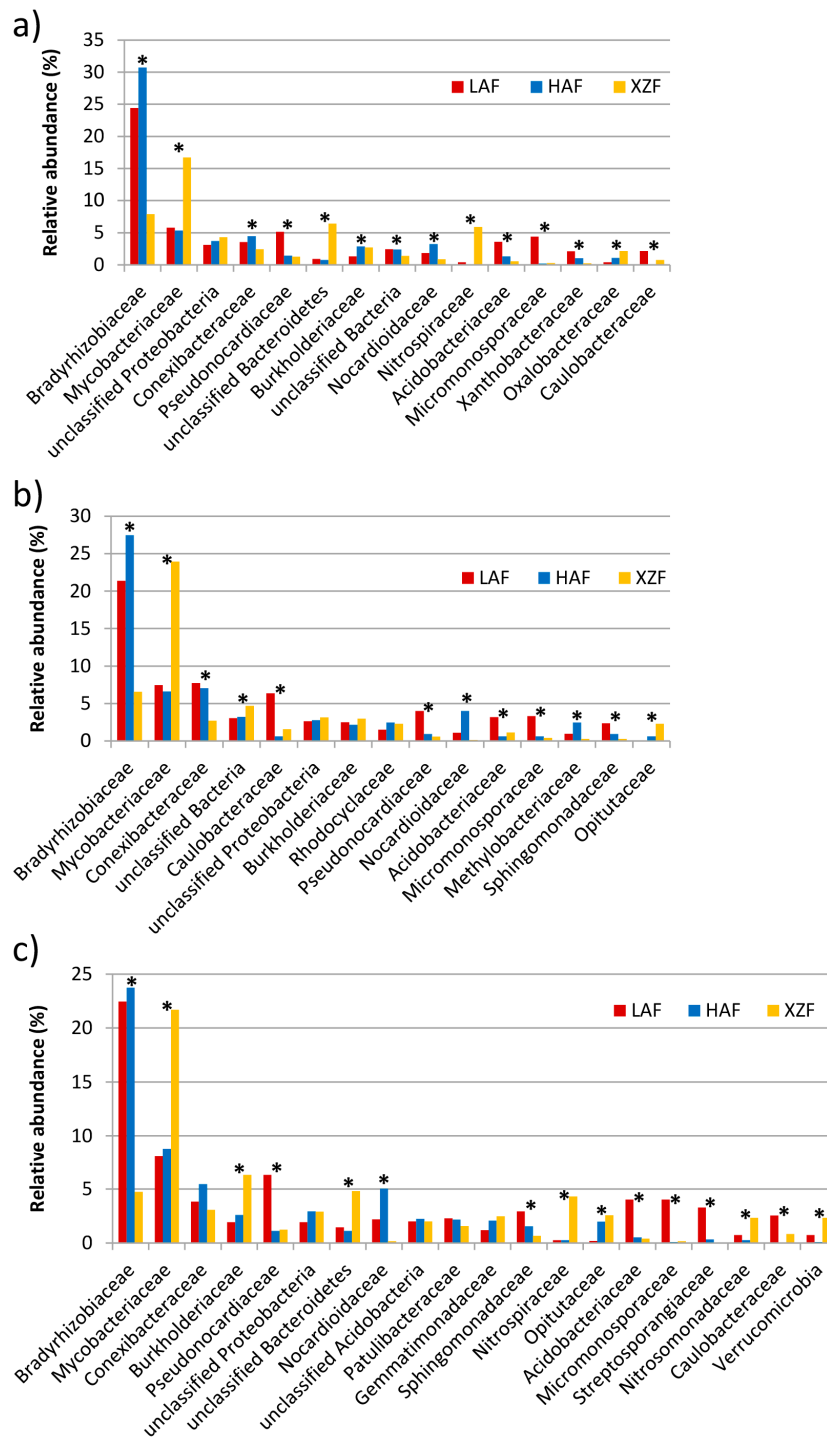 a)
Relative abundance (%)
35
30
25
20
15
10
5
0
LAF HAF XZF
* * * * * * * * * * * * * *
Bradyrhizobiaceae
Mycobacteriaceae
unclassified Proteobacteria
Conexibacteraceae
Pseudonocardiaceae
unclassified Bacteroidetes
Burkholderiaceae
unclassified Bacteria
Nocardioidaceae
Nitrospiraceae
Acidobacteriaceae
Micromonosporaceae
Xanthobacteraceae
Oxalobacteraceae
Caulobacteraceae
b)
Relative abundance (%)
30
25
20
15
10
5
0
LAF HAF XZF
* * * * * * * * * * * *
Bradyrhizobiaceae
Mycobacteriaceae
Conexibacteraceae
unclassified Bacteria
Caulobacteraceae
unclassified Proteobacteria
Burkholderiaceae
Rhodocyclaceae
Pseudonocardiaceae
Nocardioidaceae
Acidobacteriaceae
Micromonosporaceae
Methylobacteriaceae
Sphingomonadaceae
Opitutaceae
c)
Relative abundance (%)
25
20
15
10
5
0
LAF HAF XZF
* * * * * * * * * * * * * * *
Bradyrhizobiaceae
Mycobacteriaceae
Conexibacteraceae
Burkholderiaceae
Pseudonocardiaceae
unclassified Proteobacteria
unclassified Bacteroidetes
Nocardioidaceae
unclassified Acidobacteria
Patulibacteraceae
Gemmatimonadaceae
Sphingomonadaceae
Nitrospiraceae
Opitutaceae
Acidobacteriaceae
Micromonosporaceae
Streptosporangiaceae
Nitrosomonadaceae
Caulobacteraceae
Verrucomicrobia